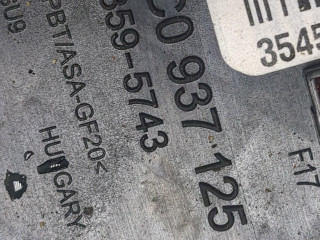 3545
C0 937 125
F17
359-5743
PBT/ASA-GF20<
HUNGARY